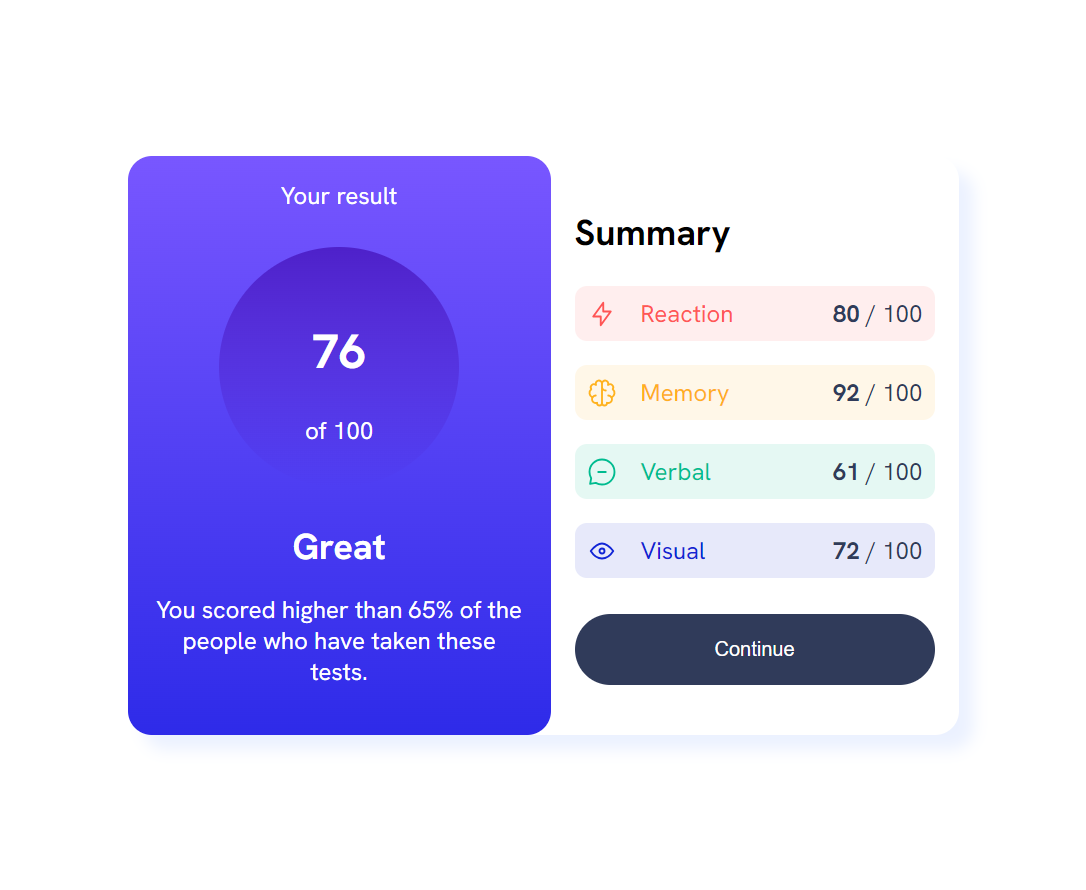 Your result
76
of 100
Great
You scored higher than 65% of the
people who have taken these
tests.
Summary
Reaction 80 / 100
Memory 92 / 100
Verbal 61 / 100
Visual 72 / 100
Continue